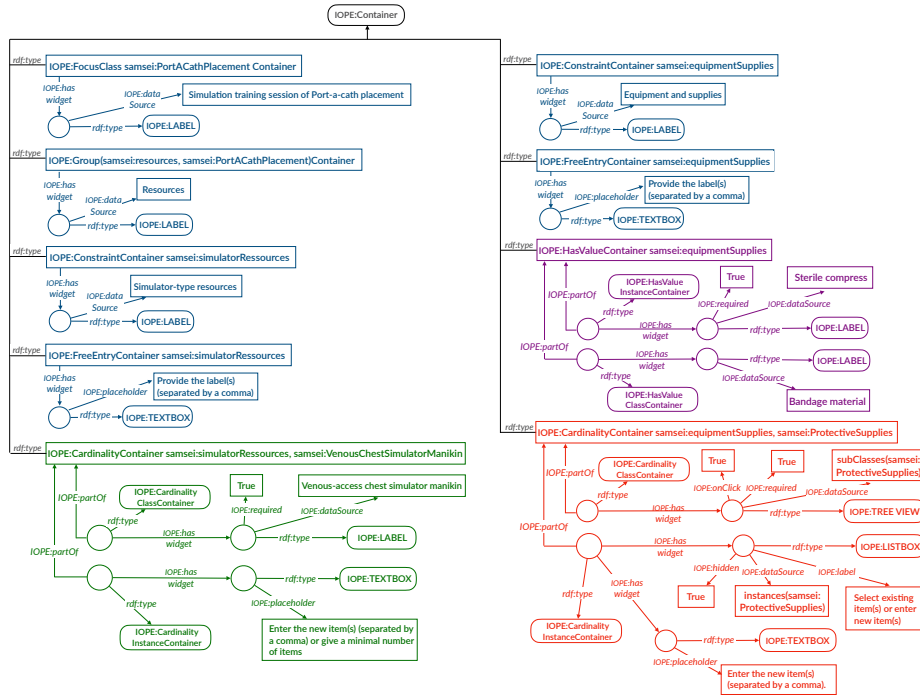 IOPE:Container
rdf:type
IOPE:FocusClass samsei:PortACathPlacement Container
IOPE:has
widget
IOPE:data
Source
Simulation training session of Port-a-cath placement
rdf:type
IOPE:LABEL
rdf:type
IOPE:Group(samsei:resources, samsei:PortACathPlacement)Container
IOPE:has
widget
IOPE:data
Source
Resources
rdf:type
IOPE:LABEL
rdf:type
IOPE:ConstraintContainer samsei:simulatorRessources
IOPE:has
widget
IOPE:data
Source
Simulator-type resources
rdf:type
IOPE:LABEL
rdf:type
IOPE:FreeEntryContainer samsei:simulatorRessources
IOPE:has
widget
IOPE:placeholder
Provide the label(s)
(separated by a comma)
rdf:type
IOPE:TEXTBOX
rdf:type
IOPE:CardinalityContainer samsei:simulatorRessources, samsei:VenousChestSimulatorManikin
IOPE:partOf
IOPE:Cardinality
ClassContainer
True
Venous-access chest simulator manikin
rdf:type
IOPE:required
IOPE:dataSource
IOPE:has
widget
rdf:type
IOPE:LABEL
IOPE:partOf
IOPE:has
widget
rdf:type
IOPE:TEXTBOX
rdf:type
IOPE:placeholder
IOPE:Cardinality
InstanceContainer
Enter the new item(s) (separated by
a comma) or give a minimal number
of items
rdf:type
IOPE:ConstraintContainer samsei:equipmentSupplies
IOPE:has
widget
IOPE:data
Source
Equipment and supplies
rdf:type
IOPE:LABEL
rdf:type
IOPE:FreeEntryContainer samsei:equipmentSupplies
IOPE:has
widget
IOPE:placeholder
Provide the label(s)
(separated by a comma)
rdf:type
IOPE:TEXTBOX
rdf:type
IOPE:HasValueContainer samsei:equipmentSupplies
IOPE:partOf
IOPE:HasValue
InstanceContainer
True
Sterile compress
rdf:type
IOPE:required
IOPE:dataSource
IOPE:has
widget
rdf:type
IOPE:LABEL
IOPE:partOf
IOPE:has
widget
rdf:type
IOPE:LABEL
rdf:type
IOPE:dataSource
IOPE:HasValue
ClassContainer
Bandage material
rdf:type
IOPE:CardinalityContainer samsei:equipmentSupplies, samsei:ProtectiveSupplies
IOPE:partOf
IOPE:Cardinality
ClassContainer
True
True
subClasses(samsei:
ProtectiveSupplies)
rdf:type
IOPE:onClick
IOPE:required
IOPE:dataSource
IOPE:has
widget
rdf:type
IOPE:TREE VIEW
IOPE:partOf
IOPE:has
widget
rdf:type
IOPE:LISTBOX
rdf:type
IOPE:has
widget
IOPE:hidden
IOPE:dataSource
IOPE:label
True
instances(samsei:
ProtectiveSupplies)
Select existing
item(s) or enter
new item(s)
IOPE:Cardinality
InstanceContainer
rdf:type
IOPE:TEXTBOX
IOPE:placeholder
Enter the new item(s)
(separated by a comma).